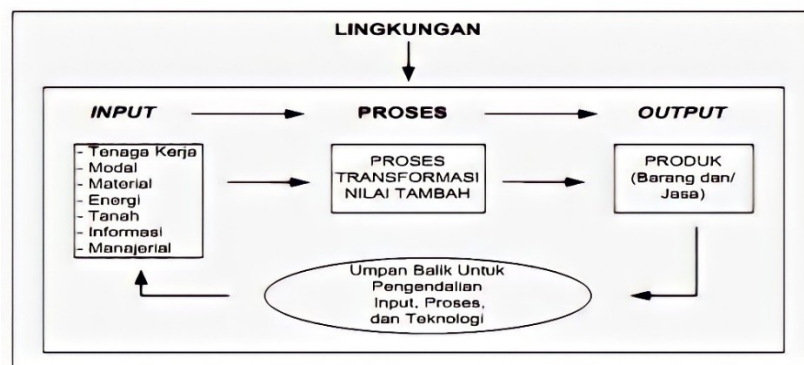 LINGKUNGAN
INPUT
PROSES
OUTPUT
- Tenaga Kerja
- Modal
- Material
- Energi
- Tanah
- Informasi
- Manajerial
PROSES
TRANSFORMASI
NILAI TAMBAH
PRODUK
(Barang dan/
Jasa)
Umpan Balik Untuk
Pengendalian
Input, Proses,
dan Teknologi